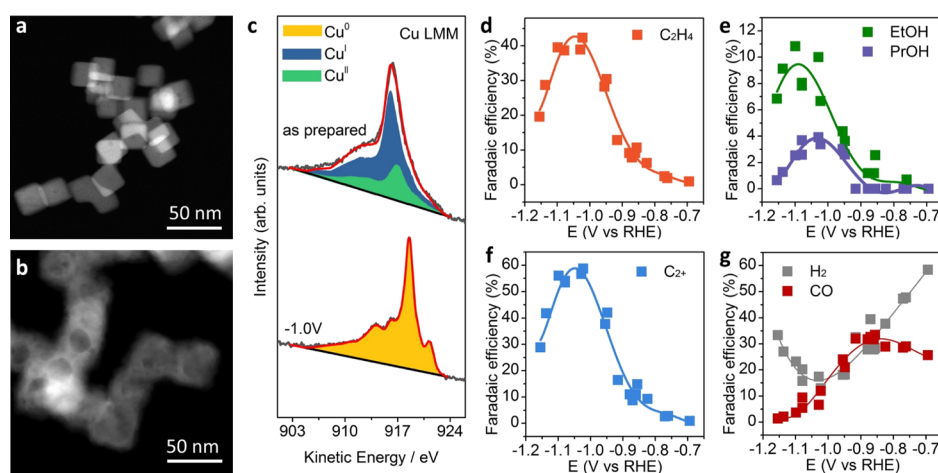 a
50 nm
b
50 nm
c
Cu⁰
Cuᴵ
Cuᴵᴵ
Cu LMM
as prepared
-1.0V
Intensity (arb. units)
903 910 917 924
Kinetic Energy / eV
d
C₂H₄
Faradaic efficiency (%)
40
30
20
10
0
-1.2 -1.1 -1.0 -0.9 -0.8 -0.7
E (V vs RHE)
e
EtOH
PrOH
Faradaic efficiency (%)
12
10
8
6
4
2
0
-1.2 -1.1 -1.0 -0.9 -0.8 -0.7
E (V vs RHE)
f
C₂₊
Faradaic efficiency (%)
60
50
40
30
20
10
0
-1.2 -1.1 -1.0 -0.9 -0.8 -0.7
E (V vs RHE)
g
H₂
CO
Faradaic efficiency (%)
60
50
40
30
20
10
0
-1.2 -1.1 -1.0 -0.9 -0.8 -0.7
E (V vs RHE)